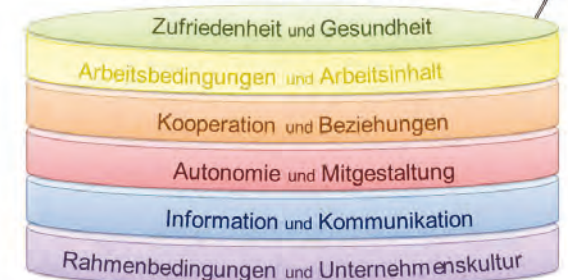 Zufriedenheit und Gesundheit
Arbeitsbedingungen und Arbeitsinhalt
Kooperation und Beziehungen
Autonomie und Mitgestaltung
Information und Kommunikation
Rahmenbedingungen und Unternehmenskultur